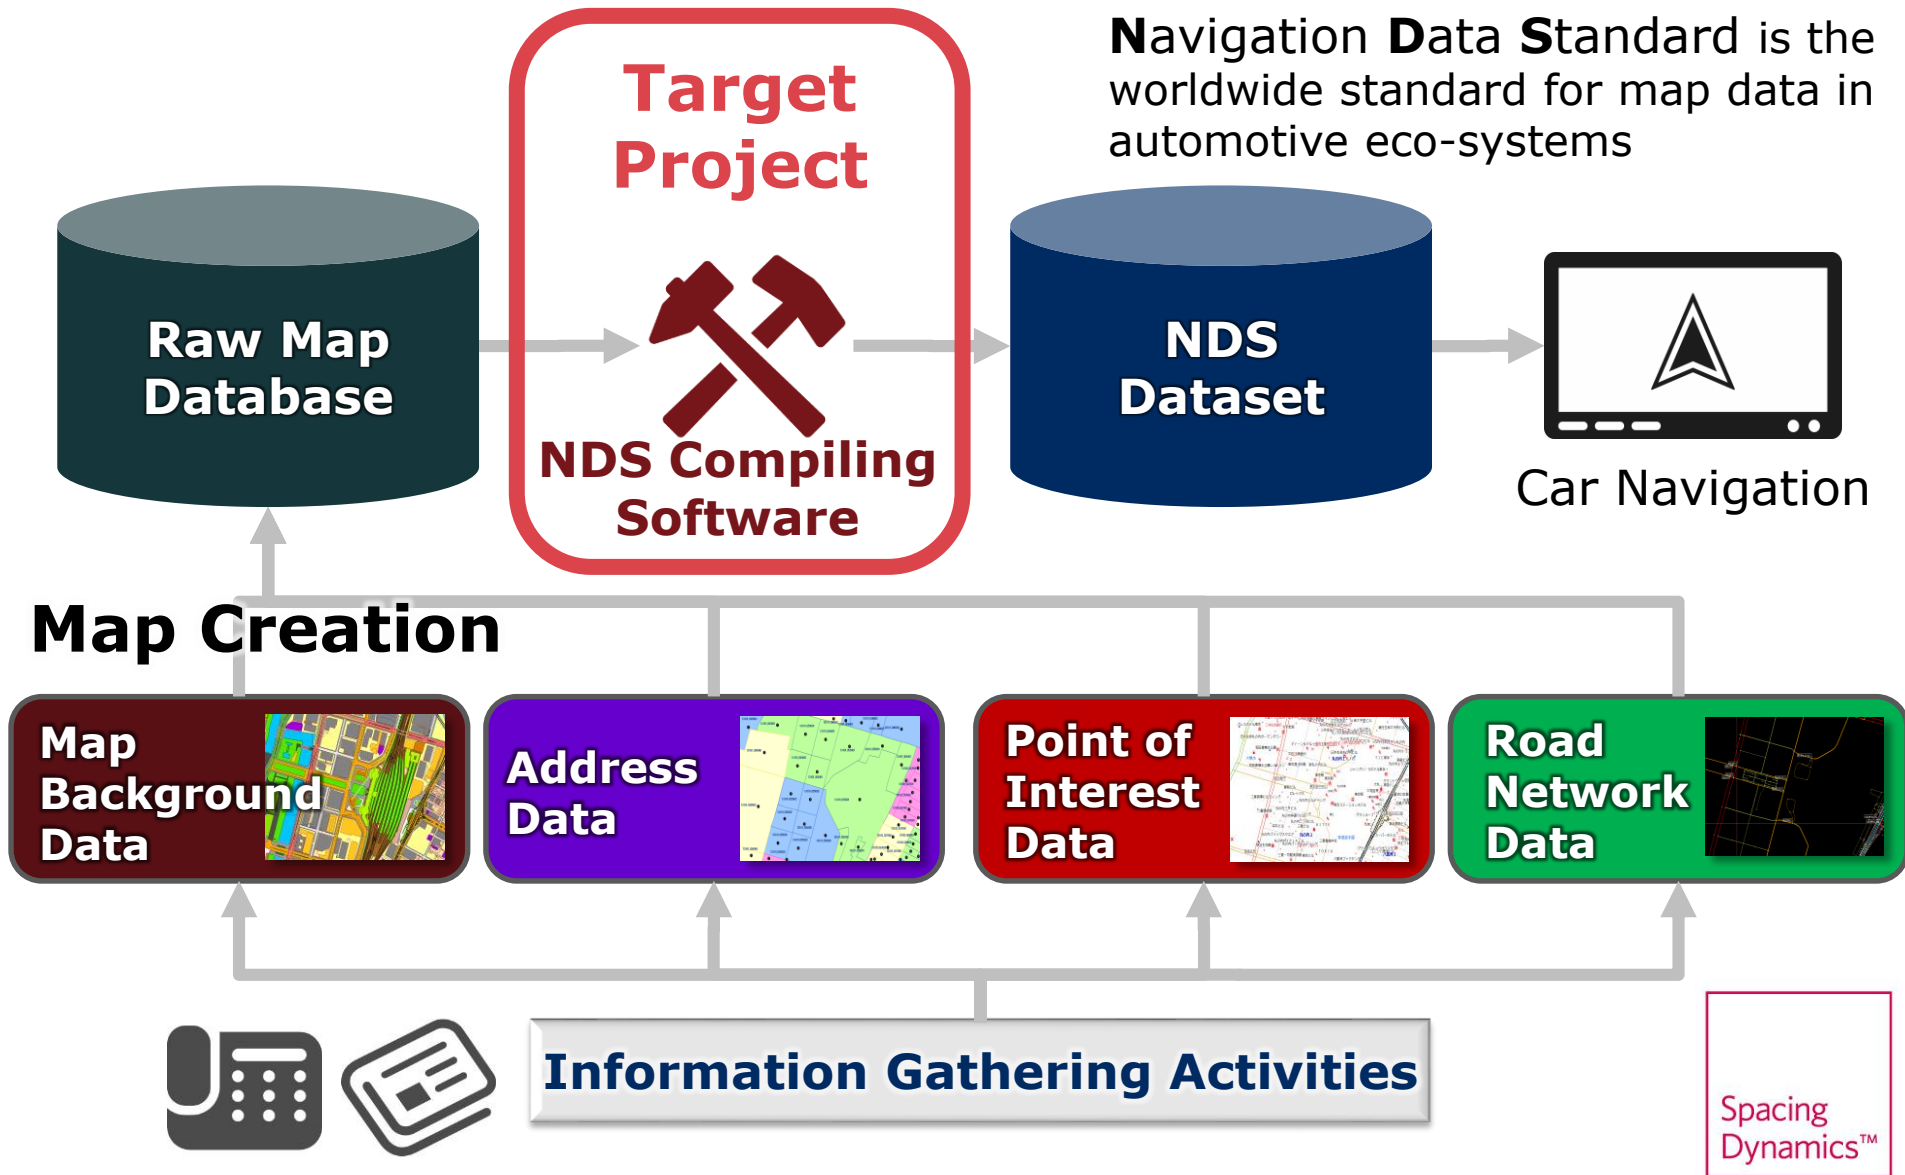 Target
Project
Navigation Data Standard is the
worldwide standard for map data in
automotive eco-systems
Raw Map
Database
NDS Compiling
Software
NDS
Dataset
Car Navigation
Map Creation
Map
Background
Data
Address
Data
Point of
Interest
Data
Road
Network
Data
Information Gathering Activities
Spacing
Dynamics™